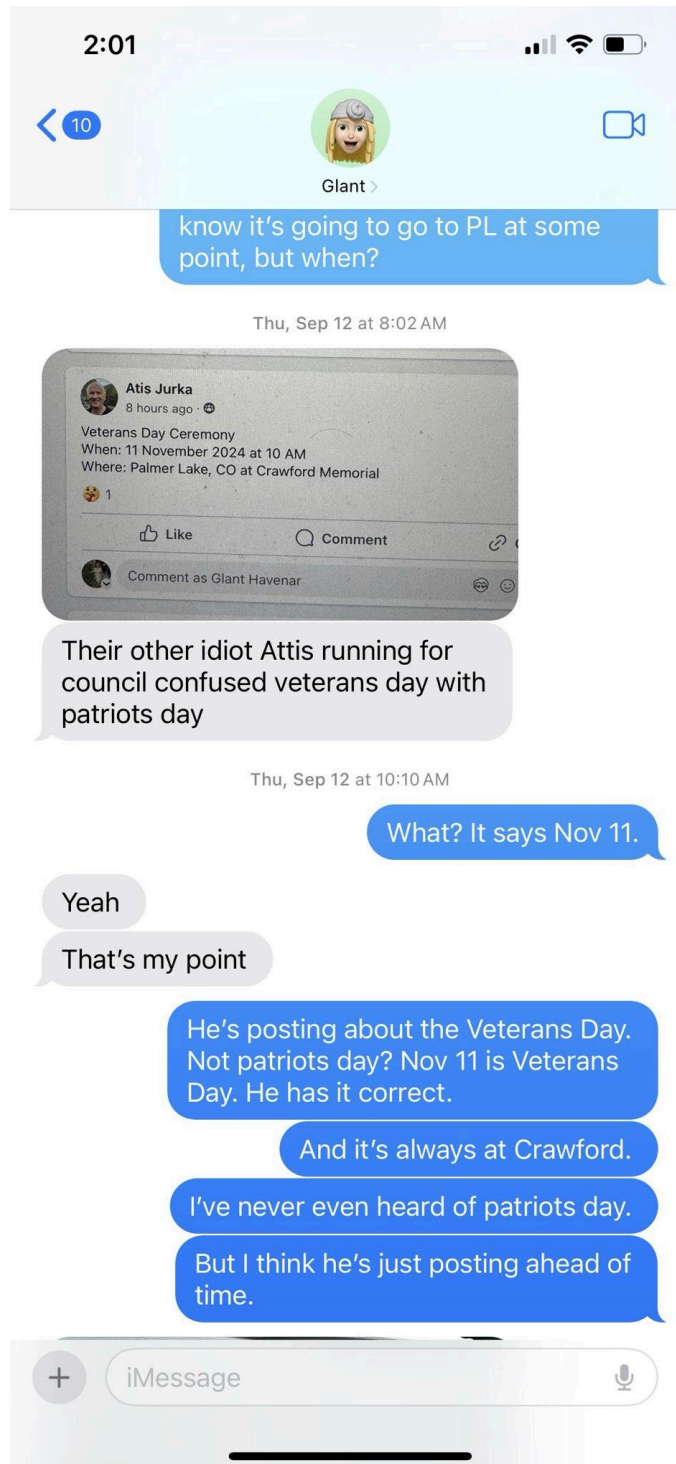 2:01
10
Glant
know it's going to go to PL at some
point, but when?
Thu, Sep 12 at 8:02 AM
Atis Jurka
8 hours ago ·
Veterans Day Ceremony
When: 11 November 2024 at 10 AM
Where: Palmer Lake, CO at Crawford Memorial
1
Like
Comment
Comment as Glant Havenar
Their other idiot Attis running for
council confused veterans day with
patriots day
Thu, Sep 12 at 10:10 AM
What? It says Nov 11.
Yeah
That's my point
He's posting about the Veterans Day.
Not patriots day? Nov 11 is Veterans
Day. He has it correct.
And it's always at Crawford.
I've never even heard of patriots day.
But I think he's just posting ahead of
time.
iMessage